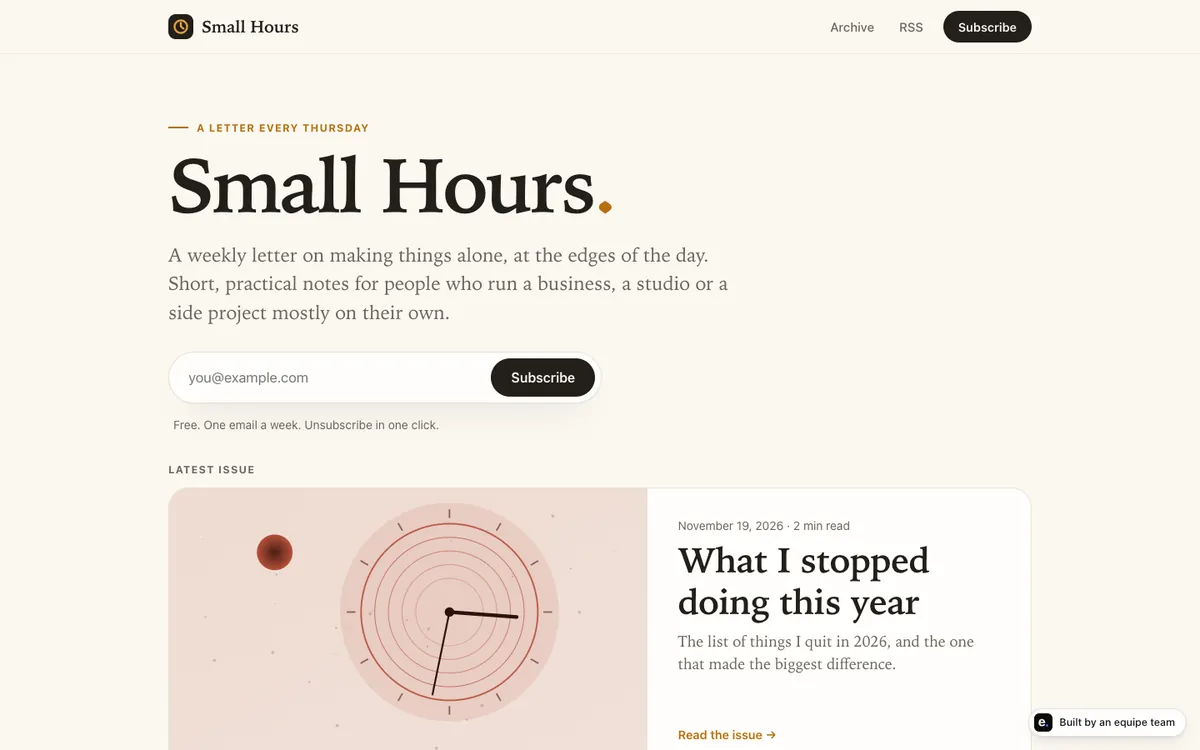 Small Hours
Archive
RSS
Subscribe
A LETTER EVERY THURSDAY
Small Hours.
A weekly letter on making things alone, at the edges of the day.
Short, practical notes for people who run a business, a studio or a
side project mostly on their own.
you@example.com
Subscribe
Free. One email a week. Unsubscribe in one click.
LATEST ISSUE
November 19, 2026 · 2 min read
What I stopped
doing this year
The list of things I quit in 2026, and the one
that made the biggest difference.
Read the issue →
e. Built by an equipe team